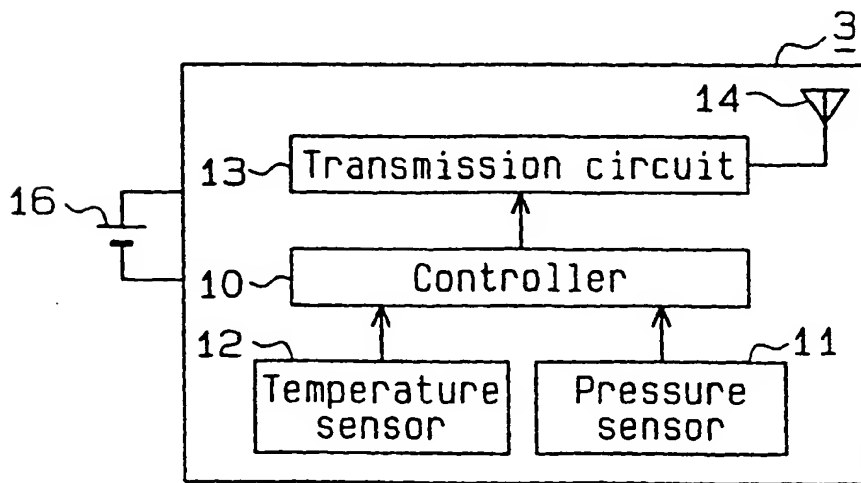 3
14
13 Transmission circuit
16
10 Controller
12
11
Temperature sensor
Pressure sensor